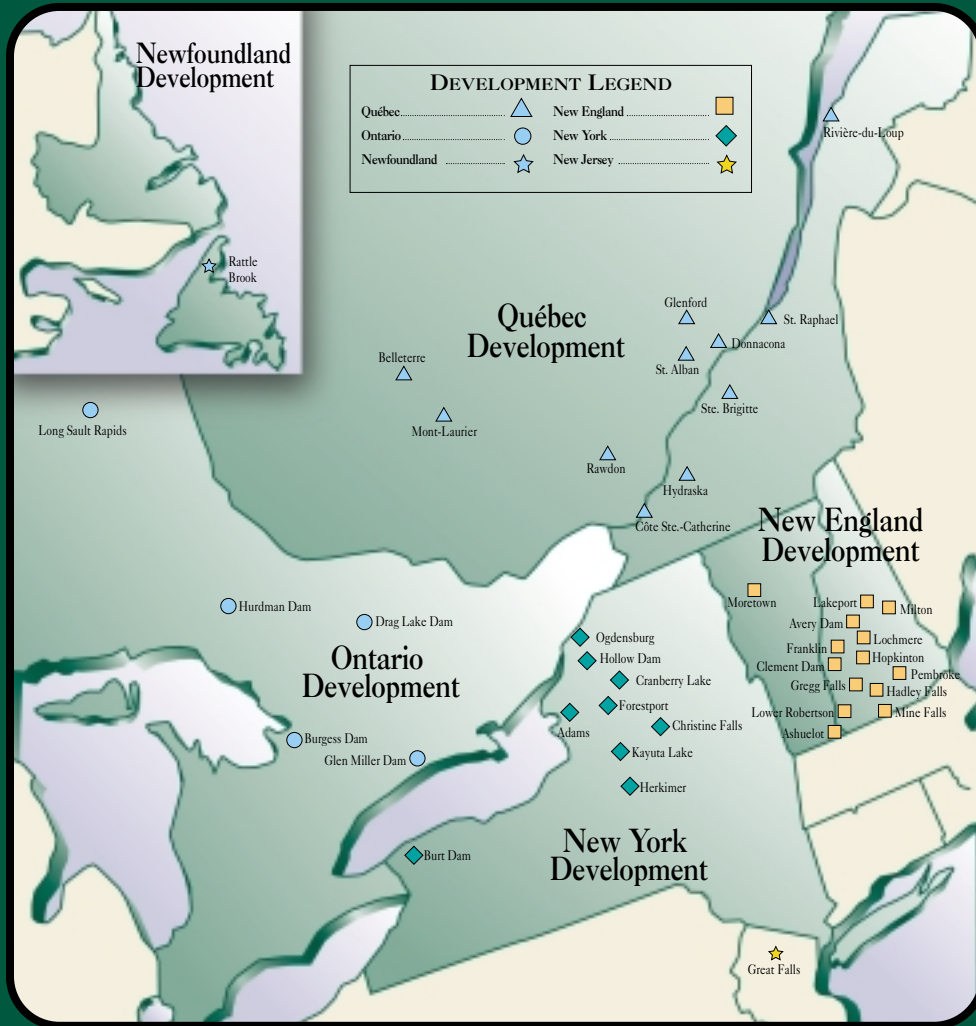 Newfoundland
Development
DEVELOPMENT LEGEND
Québec
New England
Ontario
New York
Newfoundland
New Jersey
Rivière-du-Loup
Rattle
Brook
Glenford
Québec
Development
St. Raphael
Donnacona
St. Alban
Belleterre
Ste. Brigitte
Mont-Laurier
Long Sault Rapids
Rawdon
Hydraska
Côte Ste.-Catherine
New England
Development
Moretown
Lakeport
Milton
Avery Dam
Lochmere
Franklin
Hopkinton
Clement Dam
Pembroke
Gregg Falls
Hadley Falls
Lower Robertson
Mine Falls
Ashuelot
Hurdman Dam
Drag Lake Dam
Ontario
Development
Ogdensburg
Hollow Dam
Cranberry Lake
Forestport
Adams
Christine Falls
Kayuta Lake
Herkimer
Burgess Dam
Glen Miller Dam
New York
Development
Burt Dam
Great Falls